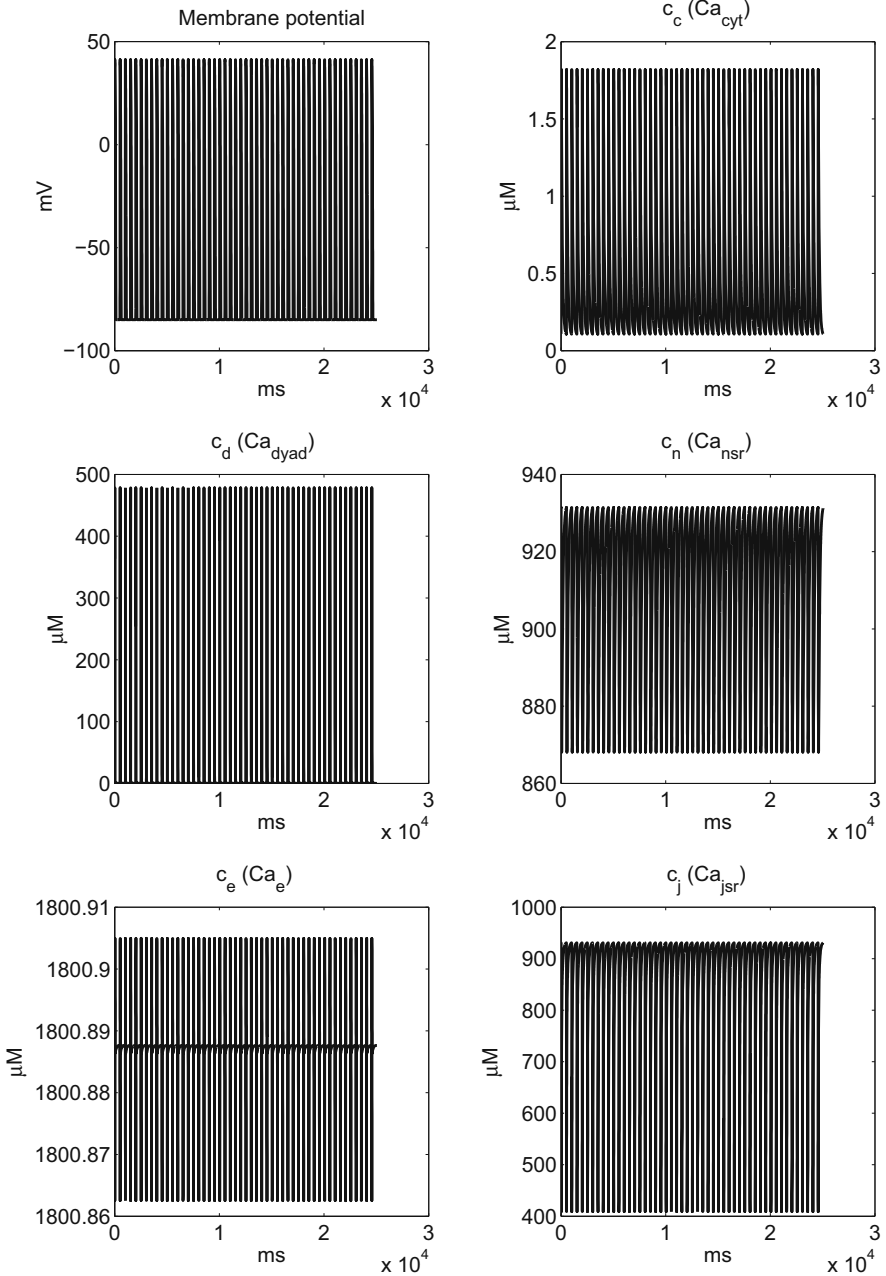 Membrane potential
50
0
−50
−100
mV
0
1
2
3
ms
x 10^4
c_c (Ca_cyt)
2
1.5
1
0.5
0
μM
0
1
2
3
ms
x 10^4
c_d (Ca_dyad)
500
400
300
200
100
0
μM
0
1
2
3
ms
x 10^4
c_n (Ca_nsr)
940
920
900
880
860
μM
0
1
2
3
ms
x 10^4
c_e (Ca_e)
1800.91
1800.9
1800.89
1800.88
1800.87
1800.86
μM
0
1
2
3
ms
x 10^4
c_j (Ca_jsr)
1000
900
800
700
600
500
400
μM
0
1
2
3
ms
x 10^4